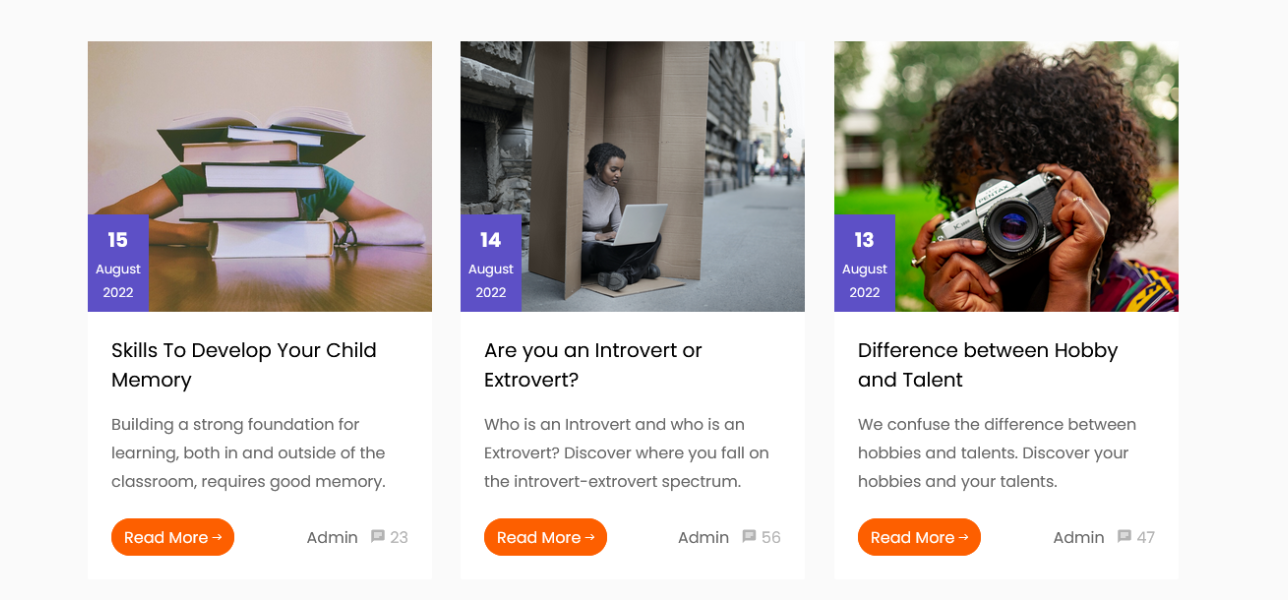 15
August
2022
Skills To Develop Your Child
Memory
Building a strong foundation for
learning, both in and outside of the
classroom, requires good memory.
Read More →
Admin 23
14
August
2022
Are you an Introvert or
Extrovert?
Who is an Introvert and who is an
Extrovert? Discover where you fall on
the introvert-extrovert spectrum.
Read More →
Admin 56
PENTAX
13
August
2022
Difference between Hobby
and Talent
We confuse the difference between
hobbies and talents. Discover your
hobbies and your talents.
Read More →
Admin 47